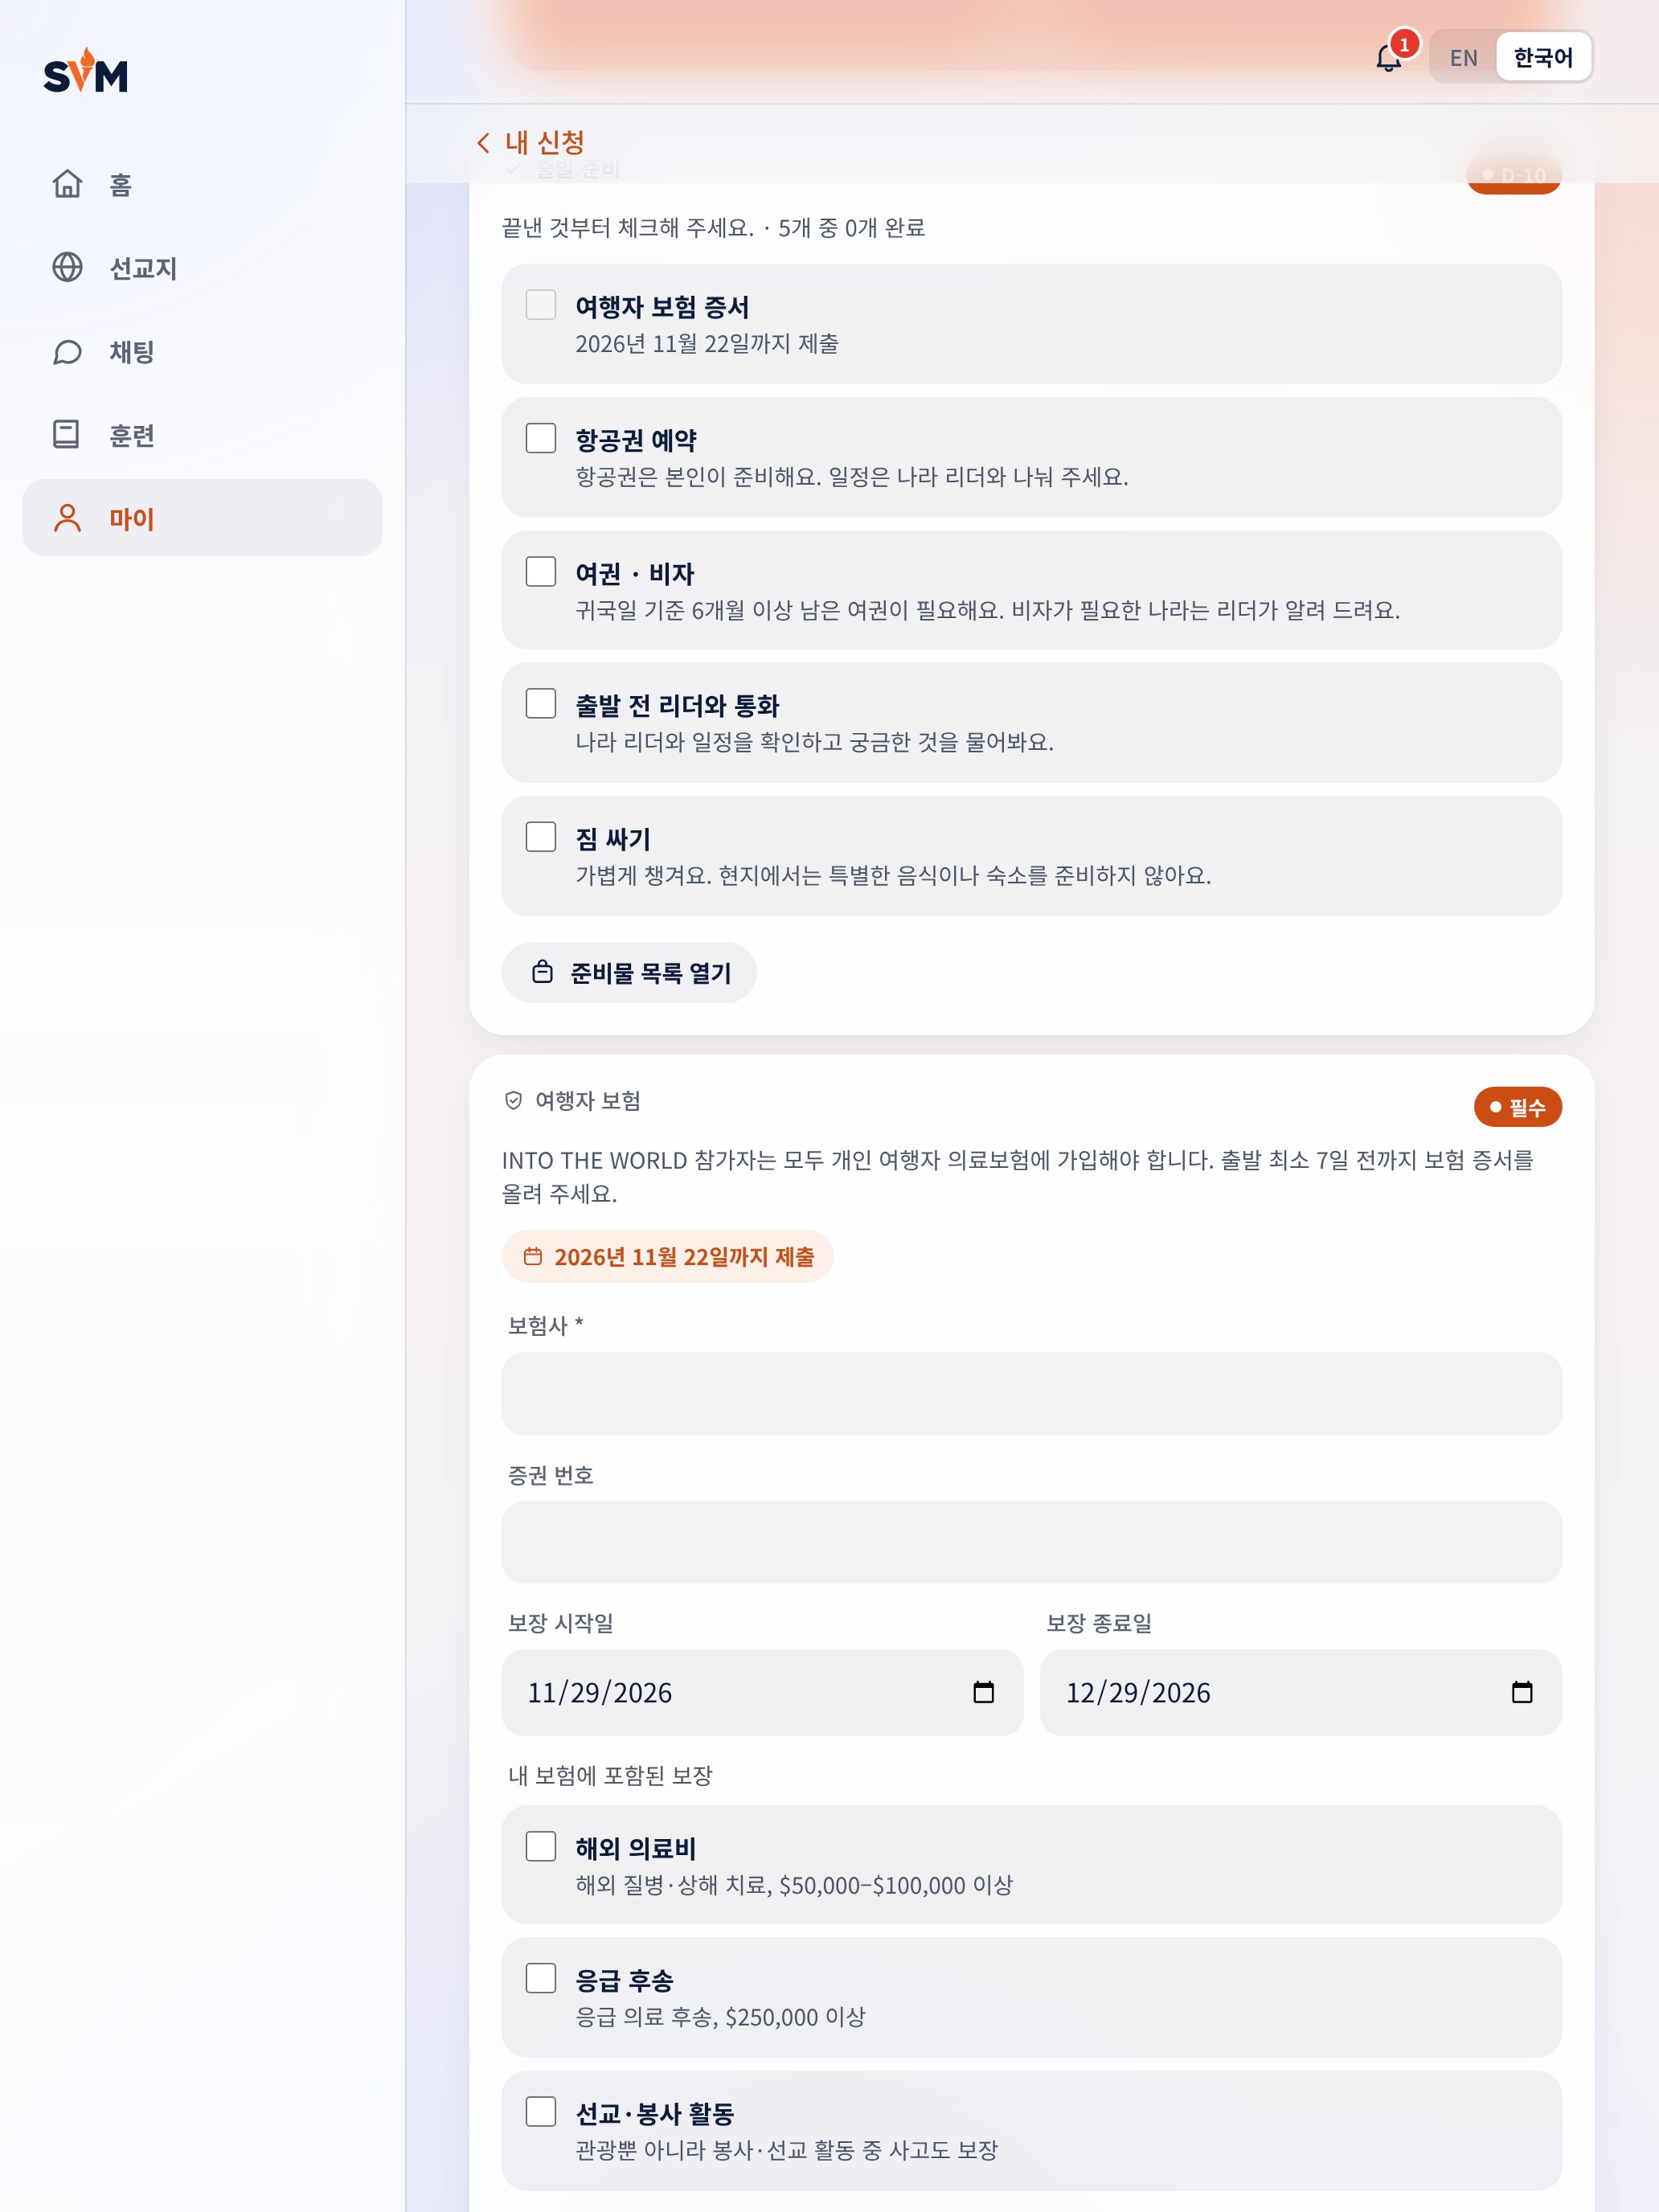 SVM
1
EN
한국어
홈
선교지
채팅
훈련
마이
내 신청
출발 준비
D-10
끝낸 것부터 체크해 주세요. · 5개 중 0개 완료
여행자 보험 증서
2026년 11월 22일까지 제출
항공권 예약
항공권은 본인이 준비해요. 일정은 나라 리더와 나눠 주세요.
여권 · 비자
귀국일 기준 6개월 이상 남은 여권이 필요해요. 비자가 필요한 나라는 리더가 알려 드려요.
출발 전 리더와 통화
나라 리더와 일정을 확인하고 궁금한 것을 물어봐요.
짐 싸기
가볍게 챙겨요. 현지에서는 특별한 음식이나 숙소를 준비하지 않아요.
준비물 목록 열기
여행자 보험
필수
INTO THE WORLD 참가자는 모두 개인 여행자 의료보험에 가입해야 합니다. 출발 최소 7일 전까지 보험 증서를
올려 주세요.
2026년 11월 22일까지 제출
보험사 *
증권 번호
보장 시작일
보장 종료일
11/29/2026
12/29/2026
내 보험에 포함된 보장
해외 의료비
해외 질병·상해 치료, $50,000–$100,000 이상
응급 후송
응급 의료 후송, $250,000 이상
선교·봉사 활동
관광뿐 아니라 봉사·선교 활동 중 사고도 보장